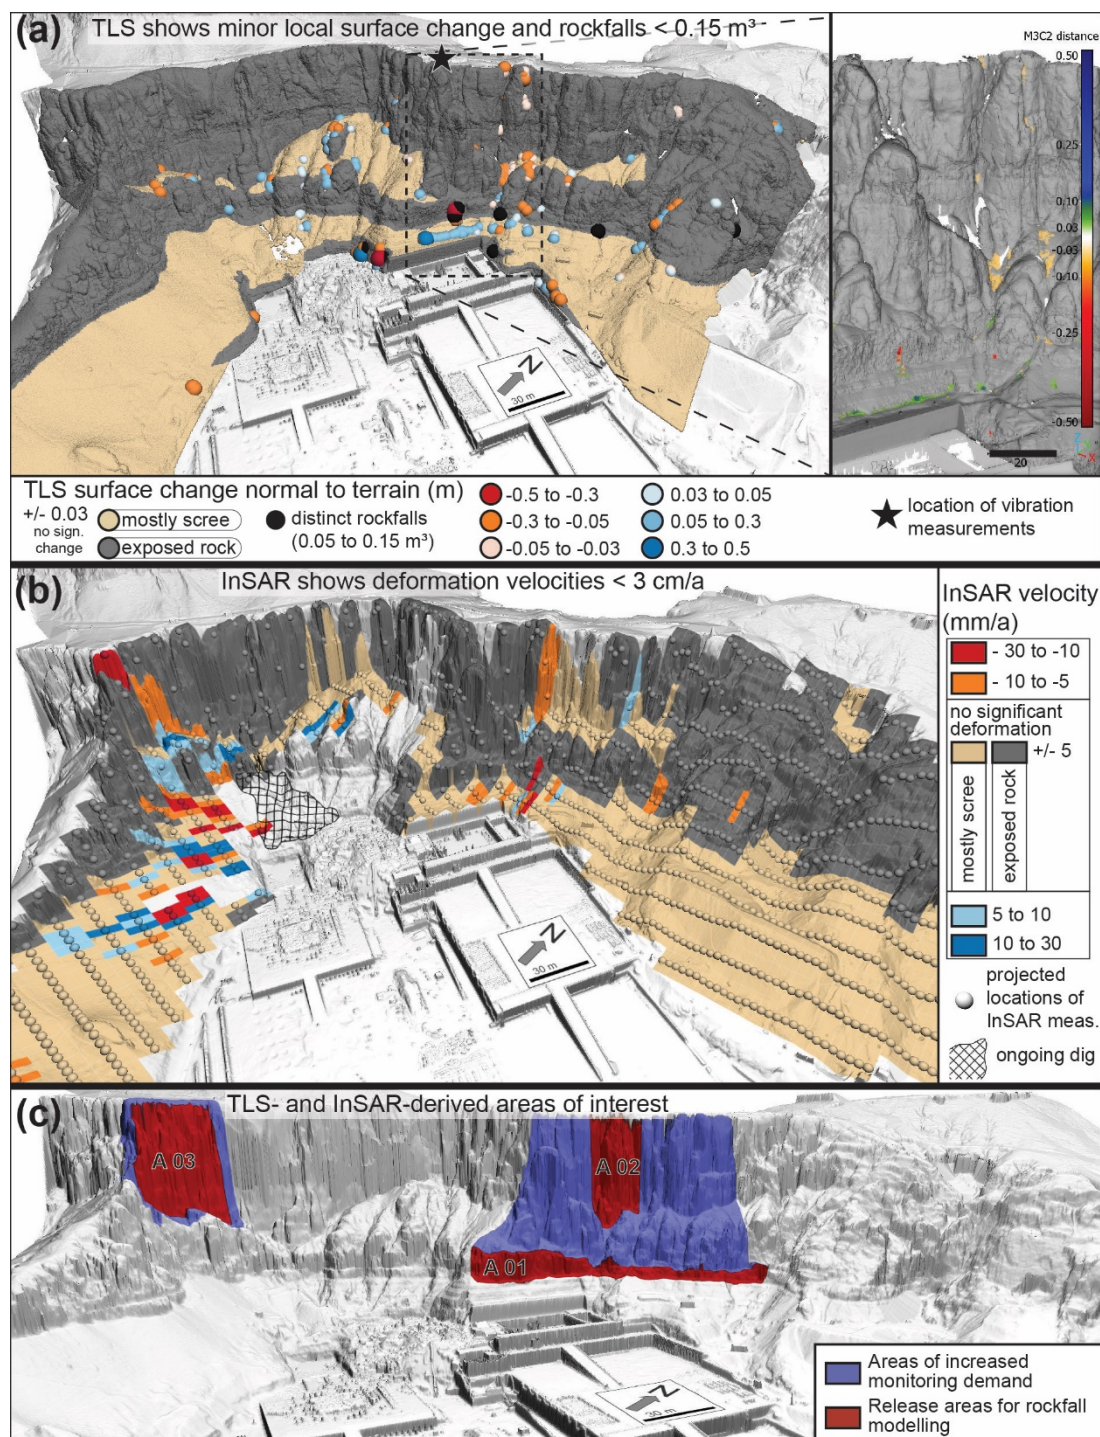 (a) TLS shows minor local surface change and rockfalls < 0.15 m³
M3C2 distance
0.50
0.25
0.10
0.03
-0.03
-0.10
-0.25
-0.50
20
X
N
30 m
TLS surface change normal to terrain (m)
+/- 0.03
no sign.
change
mostly scree
exposed rock
distinct rockfalls
(0.05 to 0.15 m³)
-0.5 to -0.3
-0.3 to -0.05
-0.05 to -0.03
0.03 to 0.05
0.05 to 0.3
0.3 to 0.5
location of vibration
measurements
(b) InSAR shows deformation velocities < 3 cm/a
InSAR velocity
(mm/a)
- 30 to -10
- 10 to -5
no significant
deformation
+/- 5
mostly scree
exposed rock
5 to 10
10 to 30
projected
locations of
InSAR meas.
ongoing dig
N
30 m
(c) TLS- and InSAR-derived areas of interest
A 03
A 02
A 01
N
30 m
Areas of increased
monitoring demand
Release areas for rockfall
modelling